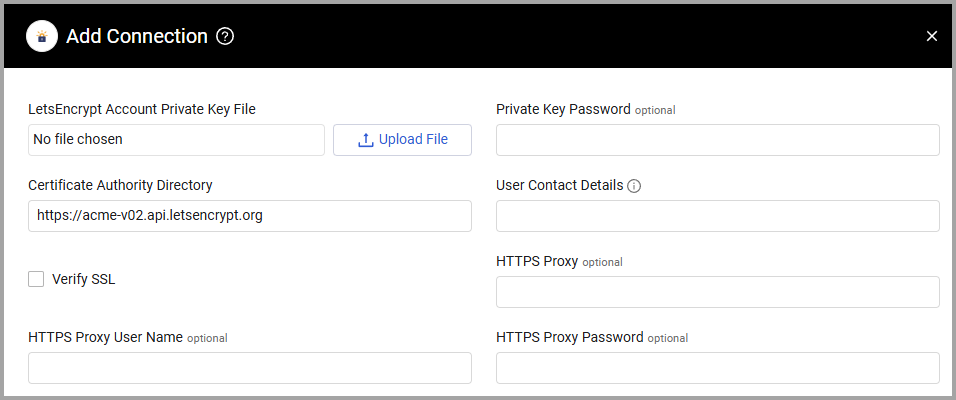 Add Connection
LetsEncrypt Account Private Key File
Private Key Password optional
No file chosen
Upload File
Certificate Authority Directory
User Contact Details
https://acme-v02.api.letsencrypt.org
HTTPS Proxy optional
Verify SSL
HTTPS Proxy User Name optional
HTTPS Proxy Password optional